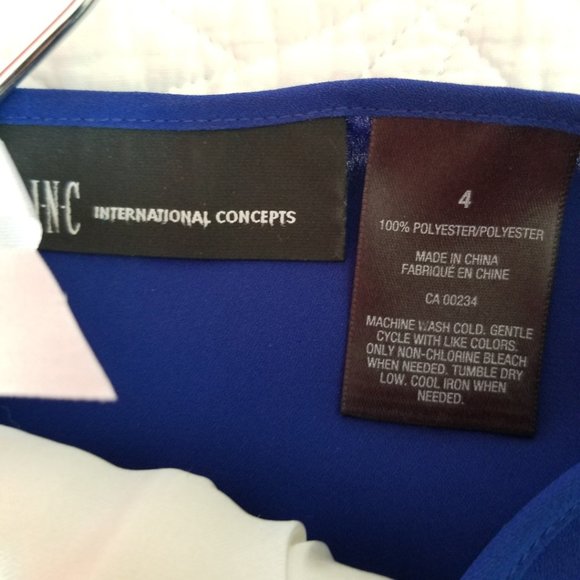 I·N·C INTERNATIONAL CONCEPTS
4
100% POLYESTER/POLYESTER
MADE IN CHINA
FABRIQUÉ EN CHINE
CA 00234
MACHINE WASH COLD. GENTLE
CYCLE WITH LIKE COLORS.
ONLY NON-CHLORINE BLEACH
WHEN NEEDED. TUMBLE DRY
LOW. COOL IRON WHEN
NEEDED.